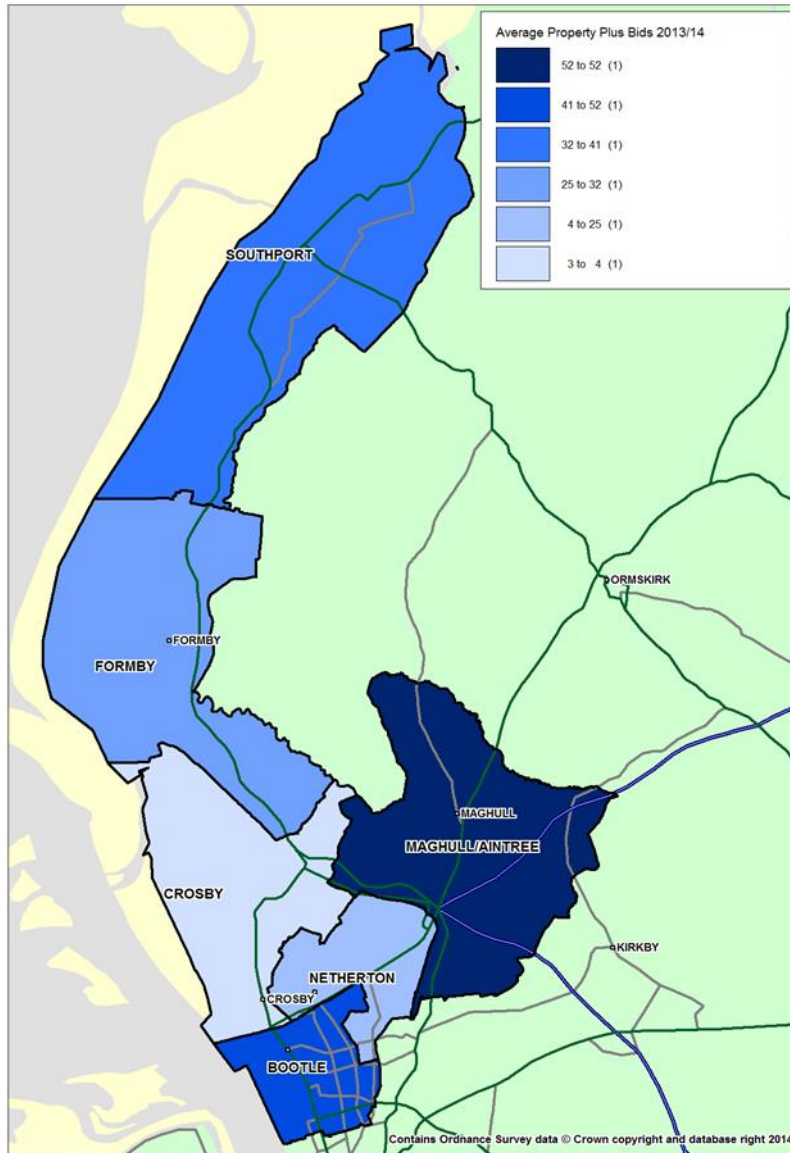 Average Property Plus Bids 2013/14
52 to 52 (1)
41 to 52 (1)
32 to 41 (1)
25 to 32 (1)
4 to 25 (1)
3 to 4 (1)
SOUTHPORT
ORMSKIRK
FORMBY
FORMBY
MAGHULL
MAGHULL/AINTREE
CROSBY
KIRKBY
NETHERTON
CROSBY
BOOTLE
Contains Ordnance Survey data © Crown copyright and database right 2014